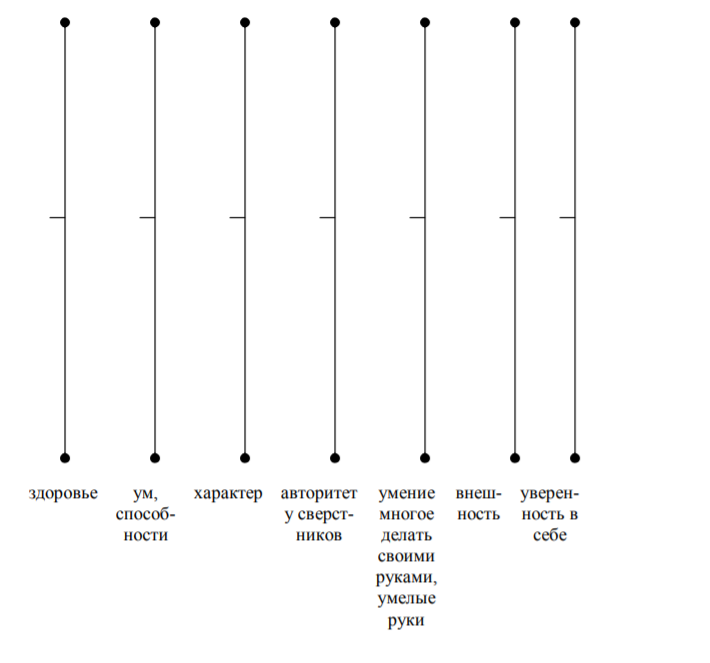 здоровье
ум,
способ-
ности
характер
авторитет
у сверст-
ников
умение
многое
делать
своими
руками,
умелые
руки
внеш-
ность
уверен-
ность в
себе